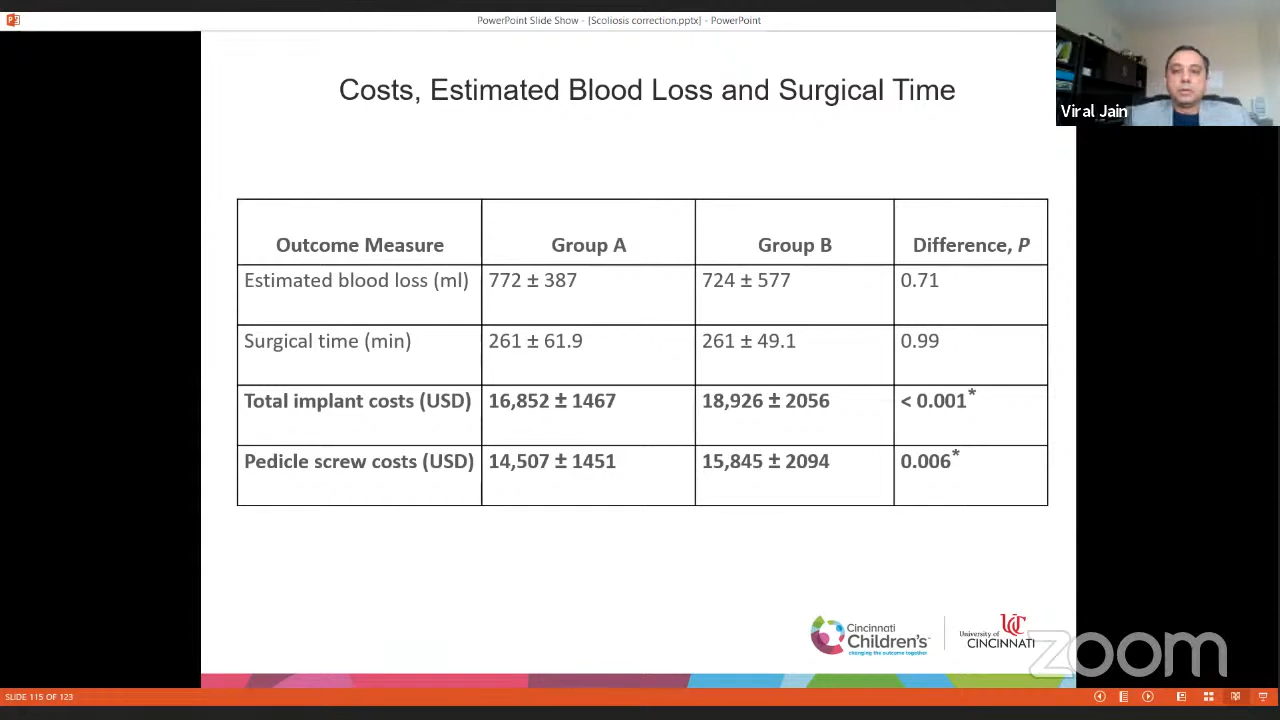 PowerPoint Slide Show - [Scoliosis correction.pptx] - PowerPoint
Viral Jain
Costs, Estimated Blood Loss and Surgical Time
Outcome Measure Group A Group B Difference, P
Estimated blood loss (ml) 772 ± 387 724 ± 577 0.71
Surgical time (min) 261 ± 61.9 261 ± 49.1 0.99
Total implant costs (USD) 16,852 ± 1467 18,926 ± 2056 < 0.001*
Pedicle screw costs (USD) 14,507 ± 1451 15,845 ± 2094 0.006*
Cincinnati
Children's
changing the outcome together
UC
University of
CINCINNATI
zoom
SLIDE 115 OF 123